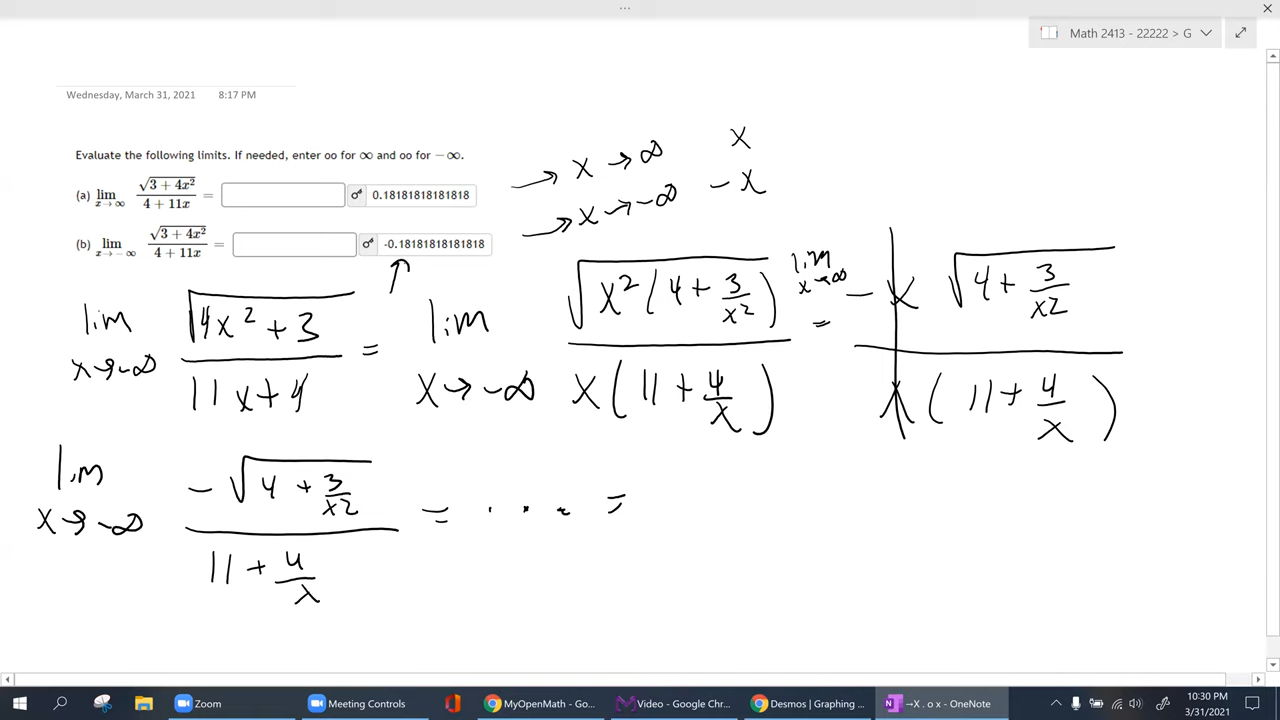 Math 2413 - 22222 > G
Wednesday, March 31, 2021 8:17 PM
Evaluate the following limits. If needed, enter oo for ∞ and oo for −∞.
(a) lim x→∞ √(3 + 4x²) / (4 + 11x) = 0.18181818181818
(b) lim x→−∞ √(3 + 4x²) / (4 + 11x) = -0.18181818181818
→ x → ∞ x
→ x → −∞ − x
lim x→−∞ √(4x² + 3) / (11x + 4) = lim x→−∞ √(x² (4 + 3/x²)) / (x (11 + 4/x)) = lim x→∞ − x √(4 + 3/x2) / (x (11 + 4/x))
lim x→−∞ − √(4 + 3/x2) / (11 + 4/x) = . . . =
Zoom
Meeting Controls
MyOpenMath - Go...
Video - Google Chr...
Desmos | Graphing ...
→X . o x - OneNote
10:30 PM
3/31/2021